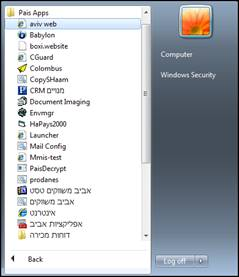 Pais Apps
aviv web
Babylon
boxi.website
CGuard
Colombus
CopySHaam
CRM מנויים
Document Imaging
Envmgr
HaPays2000
Launcher
Mail Config
Mmis-test
PaisDecrypt
prodanes
אביב משווקים טסט
אביב משווקים
אינטרנט
אפליקציות אביב
דוחות מכירה
Back
Computer
Windows Security
Log off